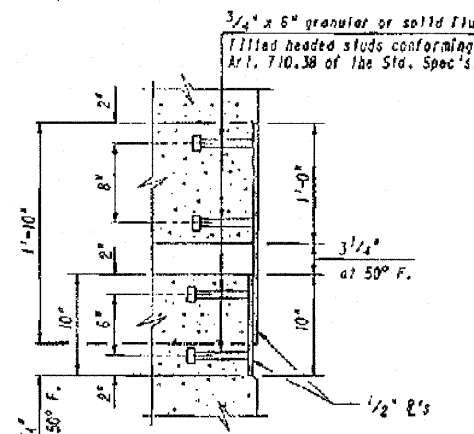 3/4" x 6" granular or solid flu
filled headed studs conforming
Art. 710.38 of the Std. Spec's
2"
8"
1'-10"
1'-0"
2"
3 1/4"
at 50° F.
10"
6"
10"
2"
1/2" ℞'s
50° F.